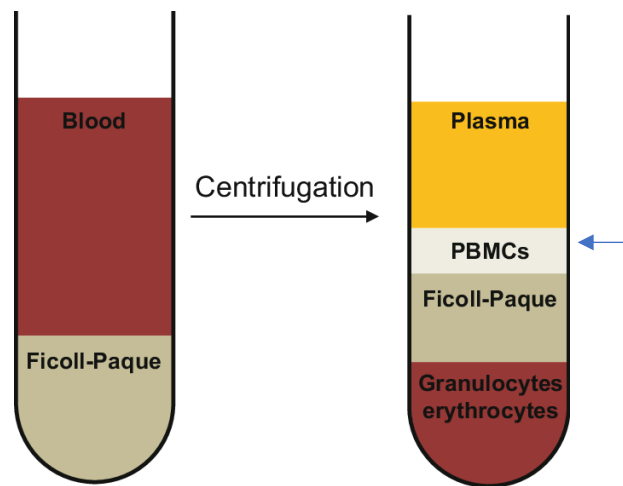 Blood
Ficoll-Paque
Centrifugation
Plasma
PBMCs
Ficoll-Paque
Granulocytes
erythrocytes